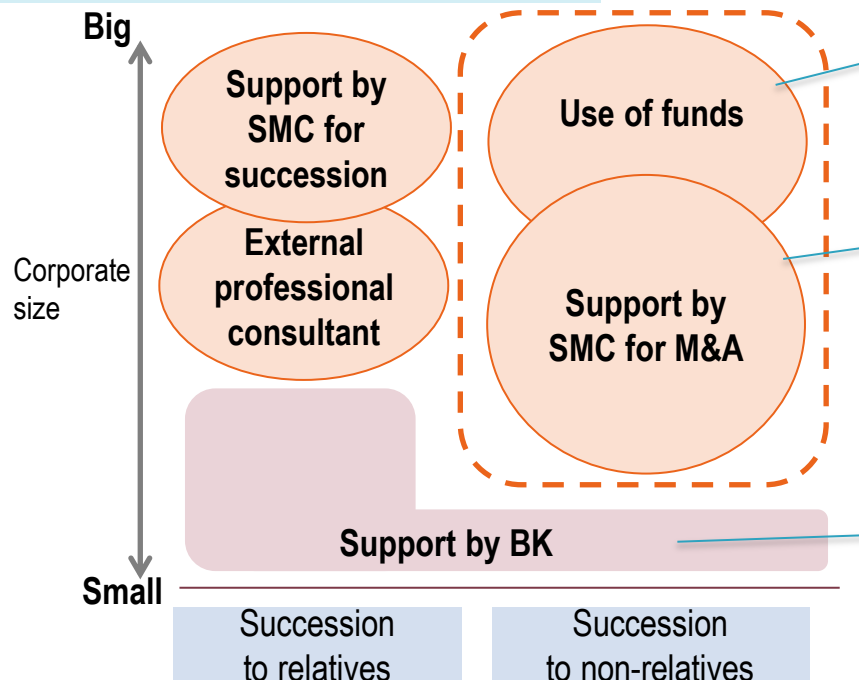 Big
Support by
SMC for
succession
Use of funds
External
professional
consultant
Corporate
size
Support by
SMC for M&A
Support by BK
Small
Succession
to relatives
Succession
to non-relatives